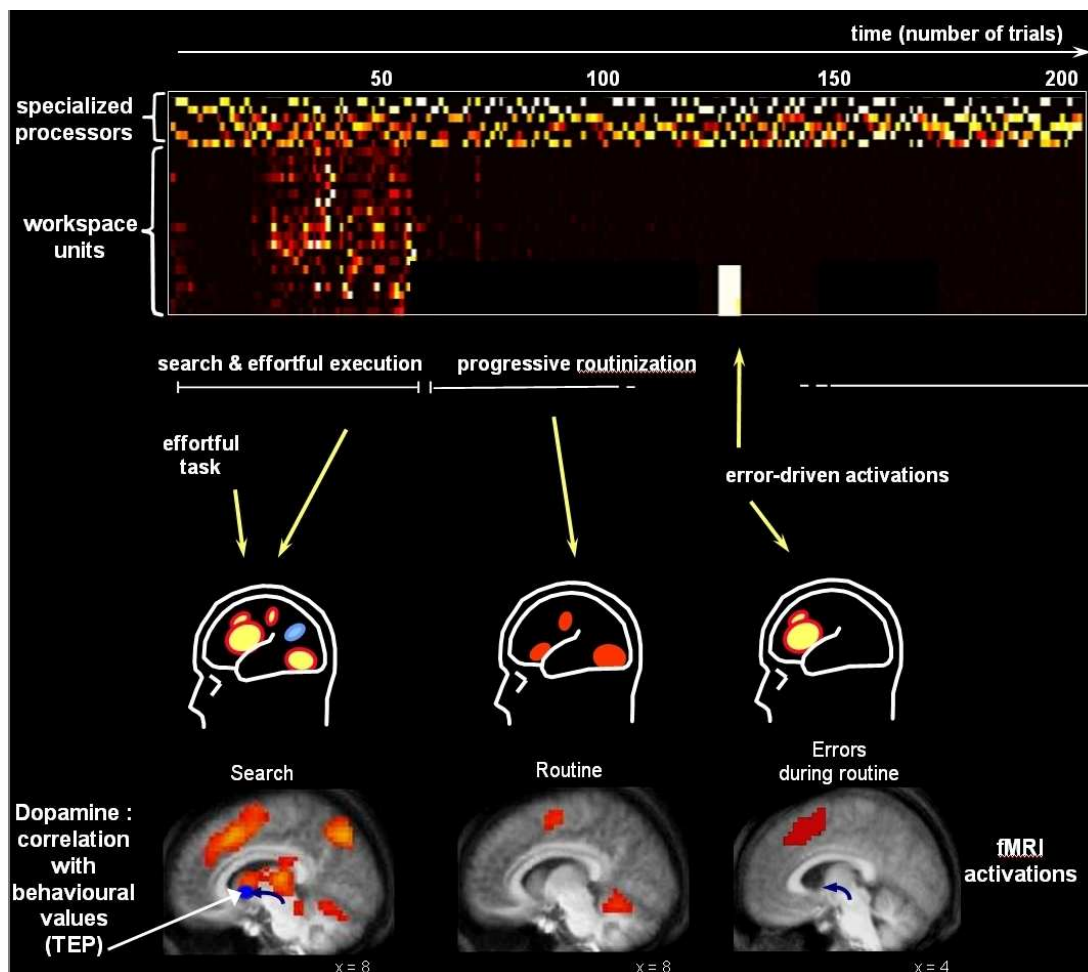 time (number of trials)
50 100 150 200
specialized
processors
workspace
units
search & effortful execution
progressive routinization
effortful
task
error-driven activations
Search
Routine
Errors
during routine
Dopamine :
correlation
with
behavioural
values
(TEP)
fMRI
activations
x = 8
x = 8
x = 4